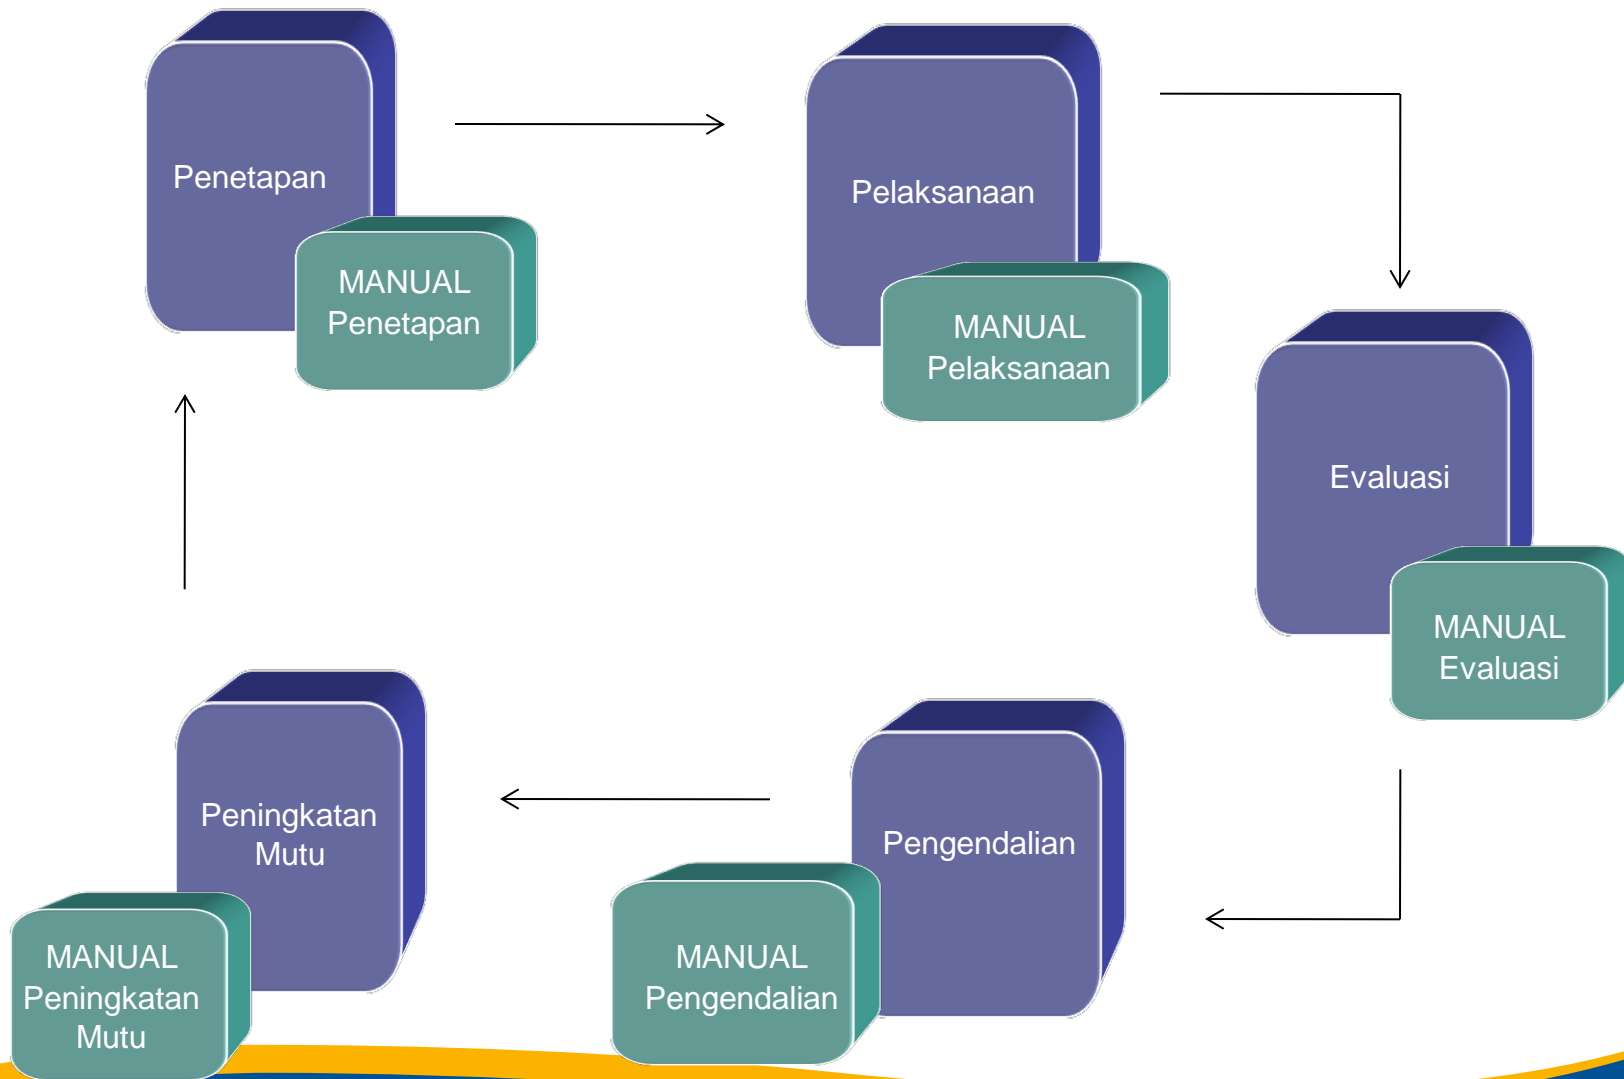 Penetapan
MANUAL
Penetapan
Pelaksanaan
MANUAL
Pelaksanaan
Evaluasi
MANUAL
Evaluasi
Pengendalian
MANUAL
Pengendalian
Peningkatan
Mutu
MANUAL
Peningkatan
Mutu